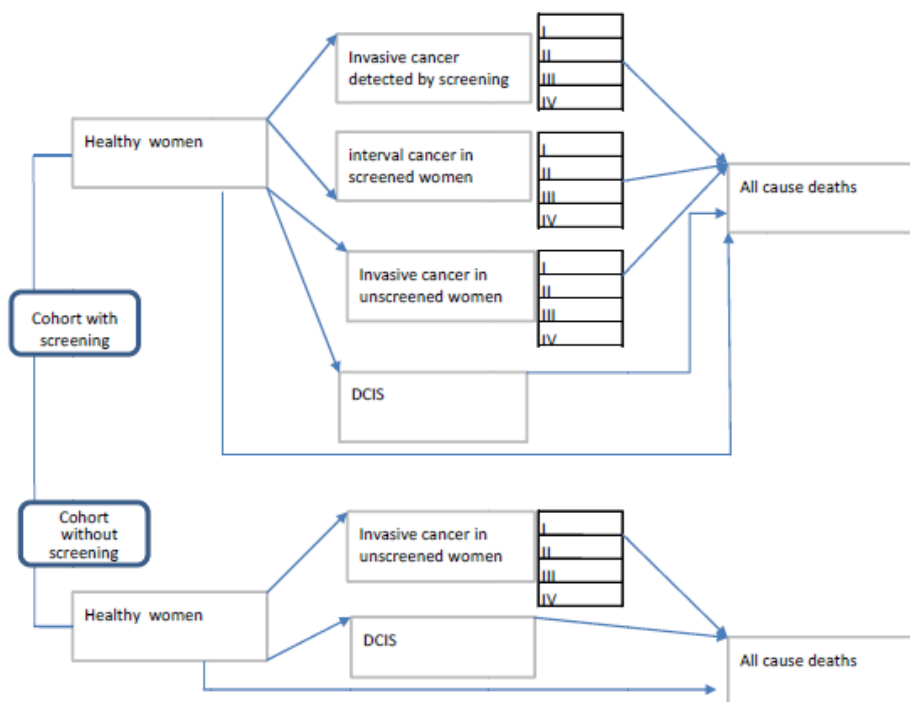 Invasive cancer
detected by screening
I
II
III
IV
Healthy women
interval cancer in
screened women
I
II
III
IV
All cause deaths
Invasive cancer in
unscreened women
I
II
III
IV
Cohort with
screening
DCIS
Cohort
without
screening
Invasive cancer in
unscreened women
I
II
III
IV
Healthy women
DCIS
All cause deaths